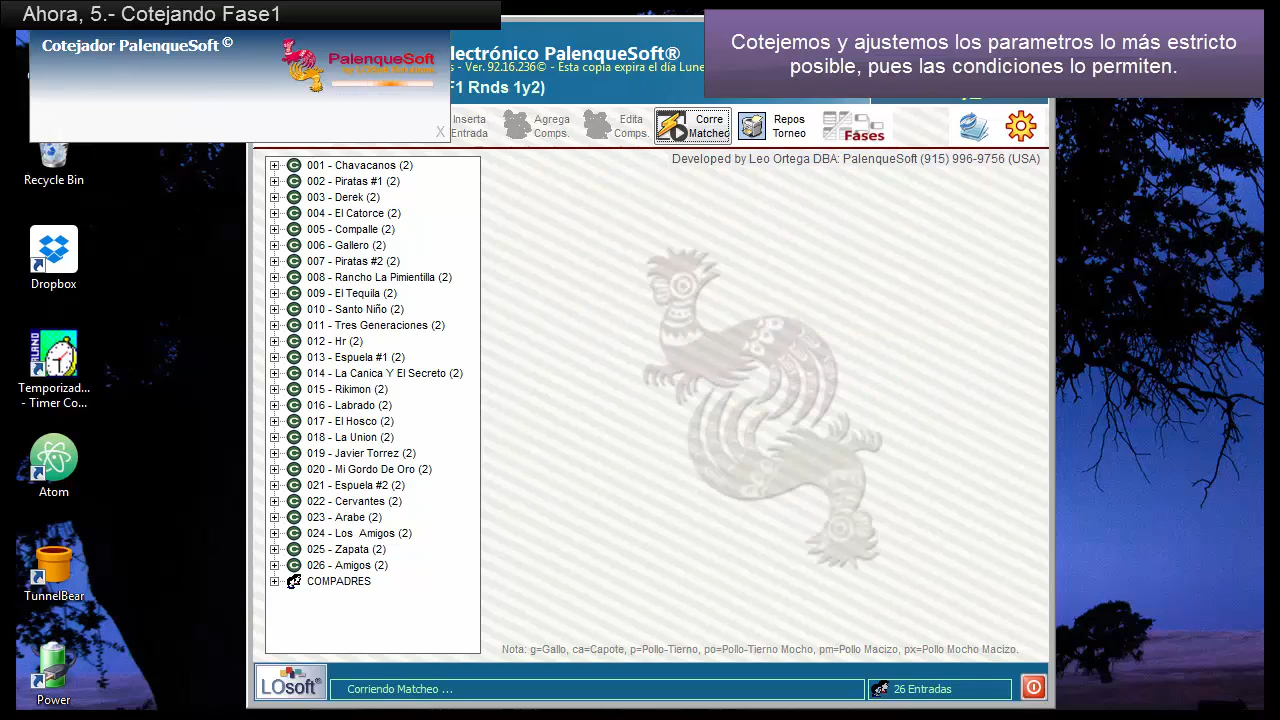 Ahora, 5.- Cotejando Fase1
Cotejador PalenqueSoft ©
PalenqueSoft
X
lectrónico PalenqueSoft®
s - Ver. 92.16.236© - Esta copia expira el día Lune
F1 Rnds 1y2)
Cotejemos y ajustemos los parametros lo más estricto
posible, pues las condiciones lo permiten.
Inserta
Entrada
Agrega
Comps.
Edita
Comps.
Corre
Matched
Repos
Torneo
Fases
Developed by Leo Ortega DBA: PalenqueSoft (915) 996-9756 (USA)
001 - Chavacanos (2)
002 - Piratas #1 (2)
003 - Derek (2)
004 - El Catorce (2)
005 - Compalle (2)
006 - Gallero (2)
007 - Piratas #2 (2)
008 - Rancho La Pimientilla (2)
009 - El Tequila (2)
010 - Santo Niño (2)
011 - Tres Generaciones (2)
012 - Hr (2)
013 - Espuela #1 (2)
014 - La Canica Y El Secreto (2)
015 - Rikimon (2)
016 - Labrado (2)
017 - El Hosco (2)
018 - La Union (2)
019 - Javier Torrez (2)
020 - Mi Gordo De Oro (2)
021 - Espuela #2 (2)
022 - Cervantes (2)
023 - Arabe (2)
024 - Los Amigos (2)
025 - Zapata (2)
026 - Amigos (2)
COMPADRES
Nota: g=Gallo, ca=Capote, p=Pollo-Tierno, po=Pollo-Tierno Mocho, pm=Pollo Macizo, px=Pollo Mocho Macizo.
LOsoft®
Corriendo Matcheo ...
26 Entradas
Recycle Bin
Dropbox
Temporizad...
- Timer Co...
Atom
TunnelBear
Power